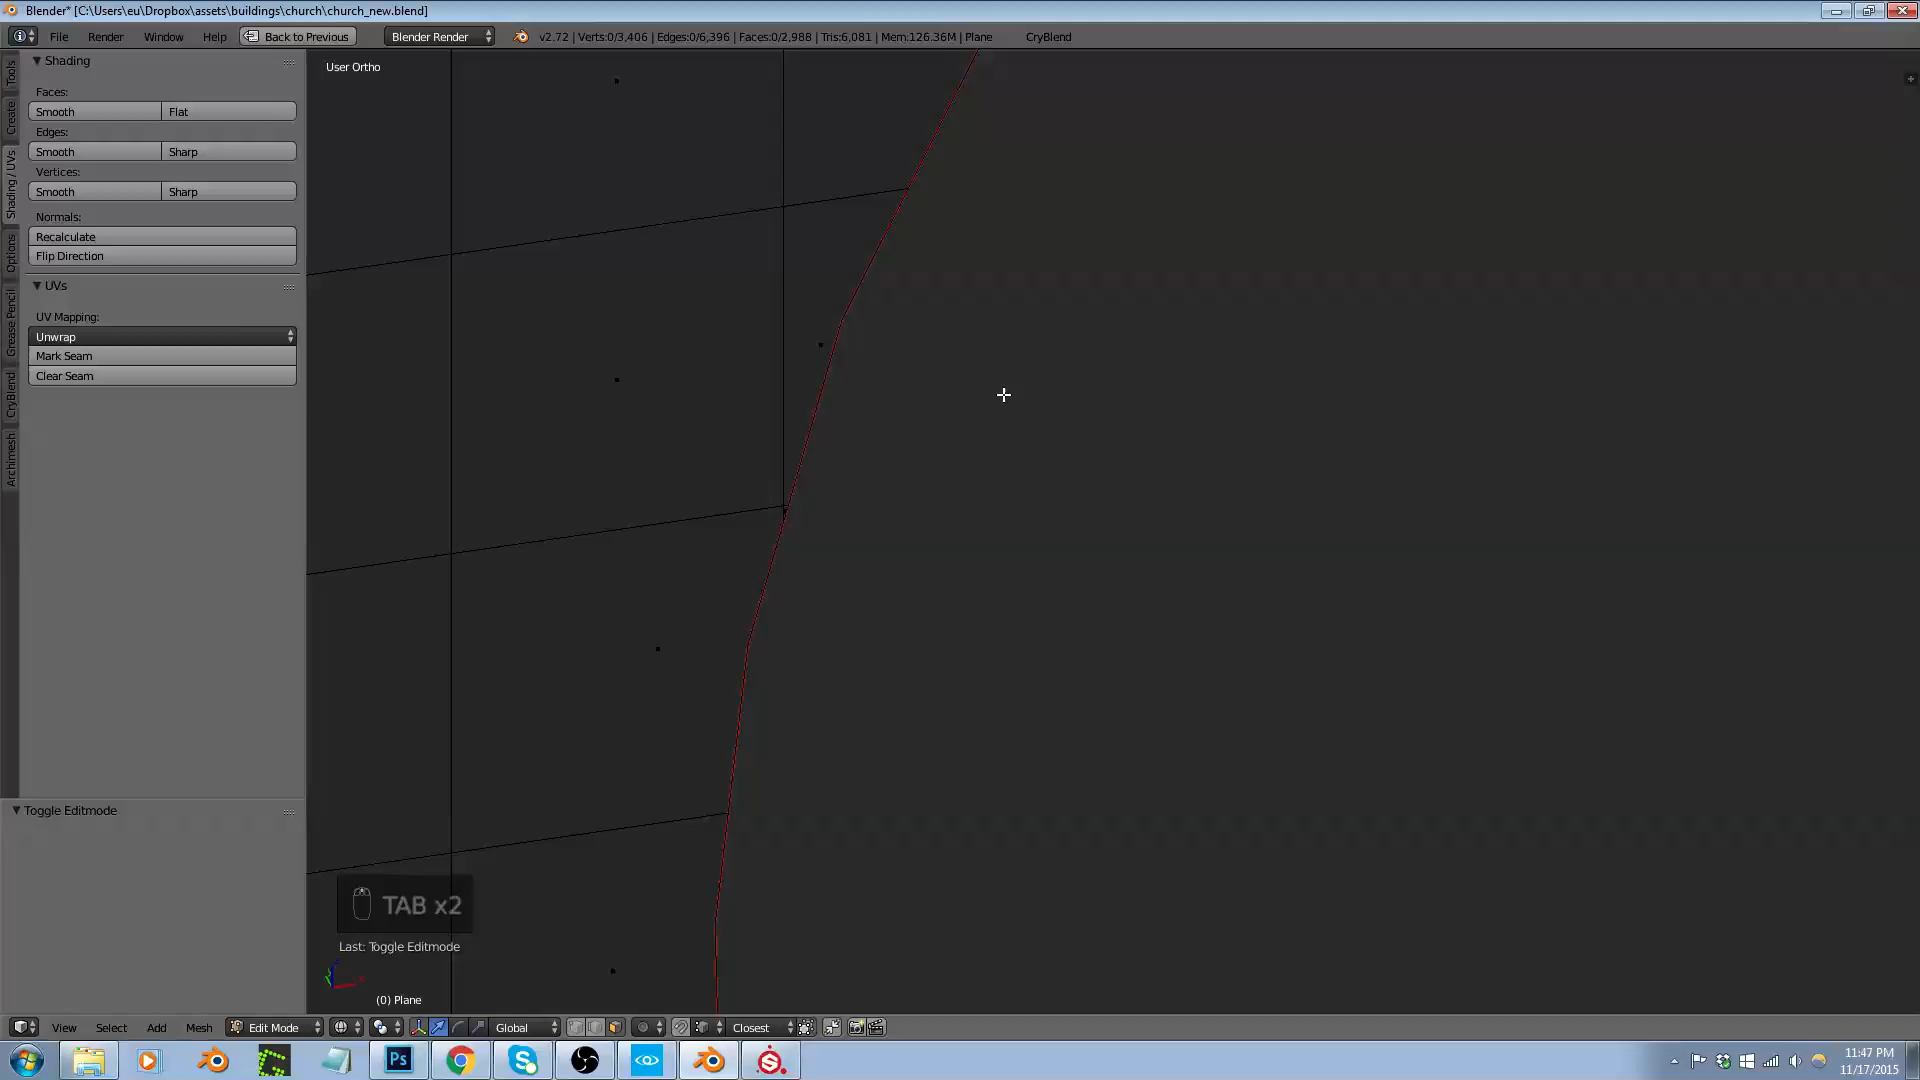 Blender* [C:\Users\eu\Dropbox\assets\buildings\church\church_new.blend]
File Render Window Help Back to Previous Blender Render v2.72 | Verts:0/3,406 | Edges:0/6,396 | Faces:0/2,988 | Tris:6,081 | Mem:126.36M | Plane CryBlend
Shading
Faces:
Smooth Flat
Edges:
Smooth Sharp
Vertices:
Smooth Sharp
Normals:
Recalculate
Flip Direction
UVs
UV Mapping:
Unwrap
Mark Seam
Clear Seam
Tools
Create
Shading / UVs
Options
Grease Pencil
CryBlend
Archimesh
Toggle Editmode
User Ortho
TAB x2
Last: Toggle Editmode
(0) Plane
View Select Add Mesh Edit Mode Global Closest
Ps
11:47 PM
11/17/2015